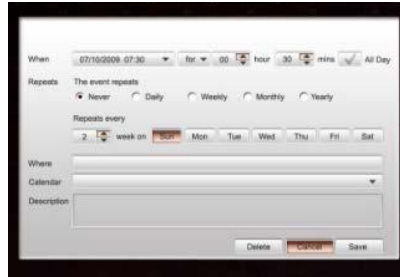 When 07/10/2009 07:30 for 00 hour 30 mins All Day
Repeats The event repeats
Never Daily Weekly Monthly Yearly
Repeats every
2 week on Sun Mon Tue Wed Thu Fri Sat
Where
Calendar
Description
Delete Cancel Save